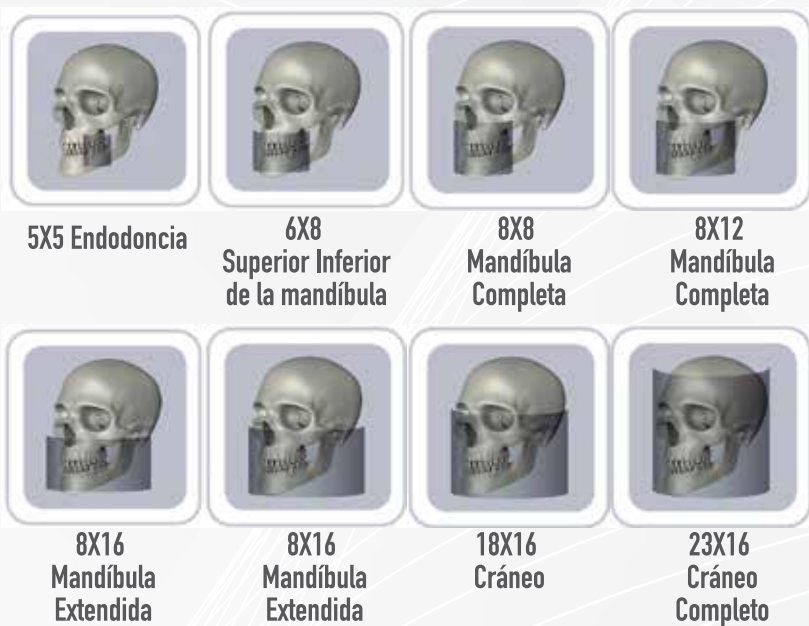 5X5 Endodoncia
6X8
Superior Inferior
de la mandíbula
8X8
Mandíbula
Completa
8X12
Mandíbula
Completa
8X16
Mandíbula
Extendida
8X16
Mandíbula
Extendida
18X16
Cráneo
23X16
Cráneo
Completo